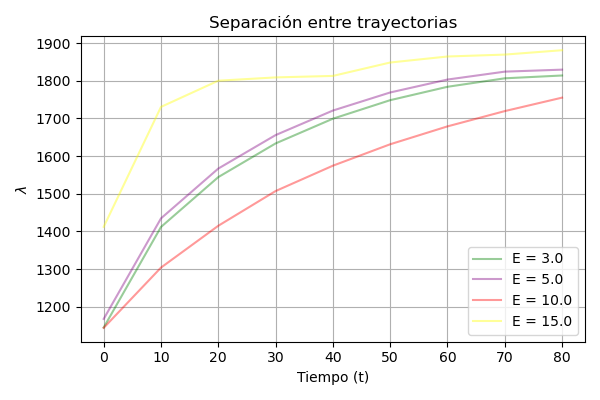 Separación entre trayectorias
λ
1900
1800
1700
1600
1500
1400
1300
1200
E = 3.0
E = 5.0
E = 10.0
E = 15.0
0 10 20 30 40 50 60 70 80
Tiempo (t)